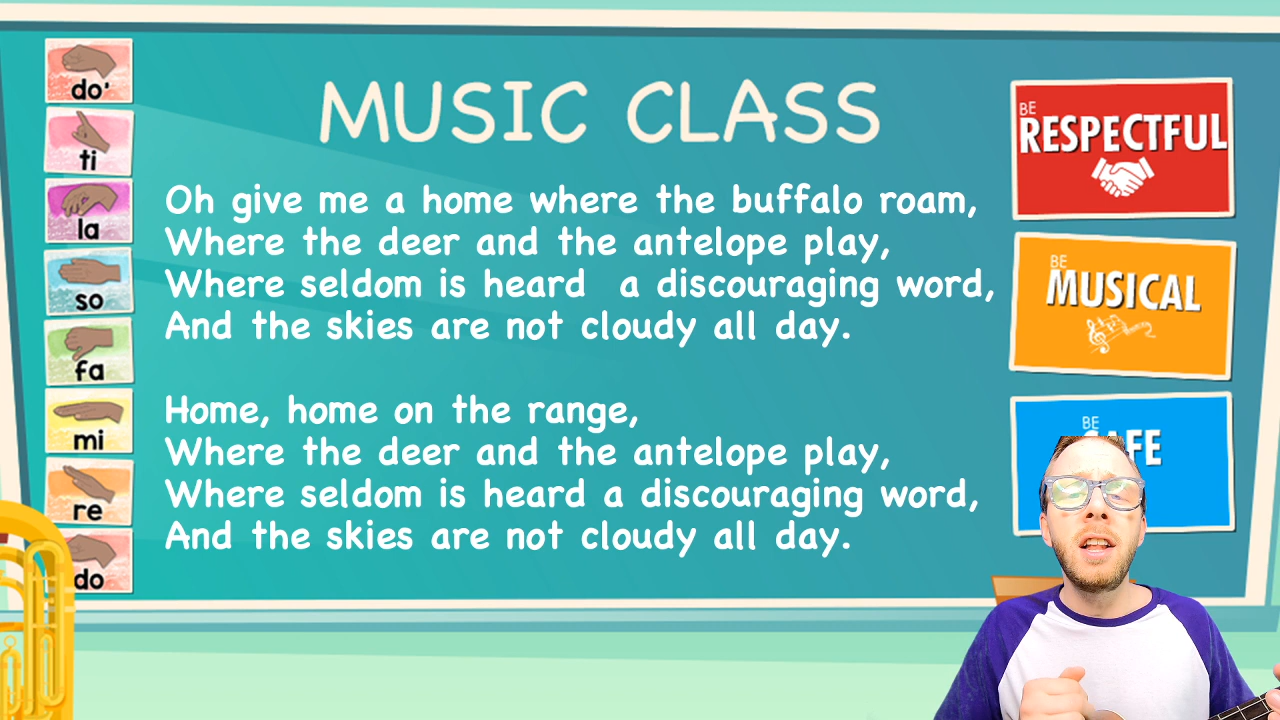 do'
ti
la
so
fa
mi
re
do
MUSIC CLASS
Oh give me a home where the buffalo roam,
Where the deer and the antelope play,
Where seldom is heard  a discouraging word,
And the skies are not cloudy all day.
Home, home on the range,
Where the deer and the antelope play,
Where seldom is heard a discouraging word,
And the skies are not cloudy all day.
BE
RESPECTFUL
BE
MUSICAL
BE